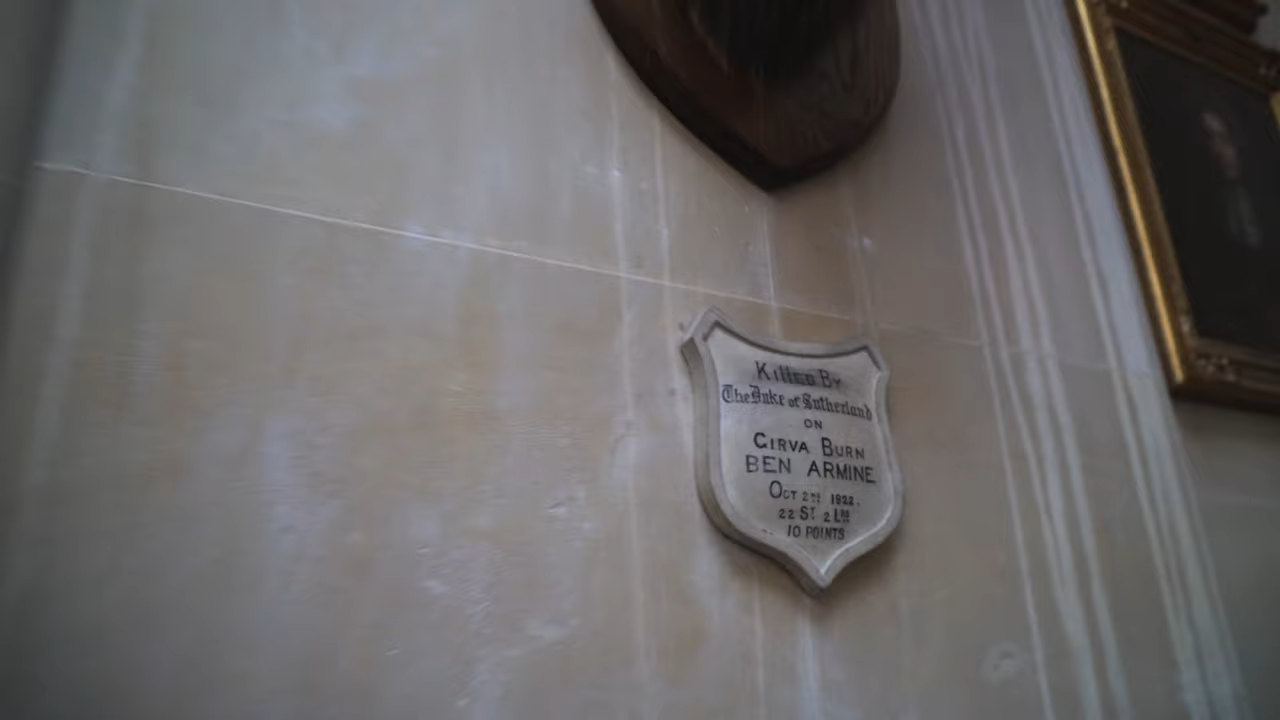 Killed By
The Duke of Sutherland
ON
Girva Burn
BEN ARMINE
Oct 2nd 1922.
22 St 2 Lbs
10 POINTS